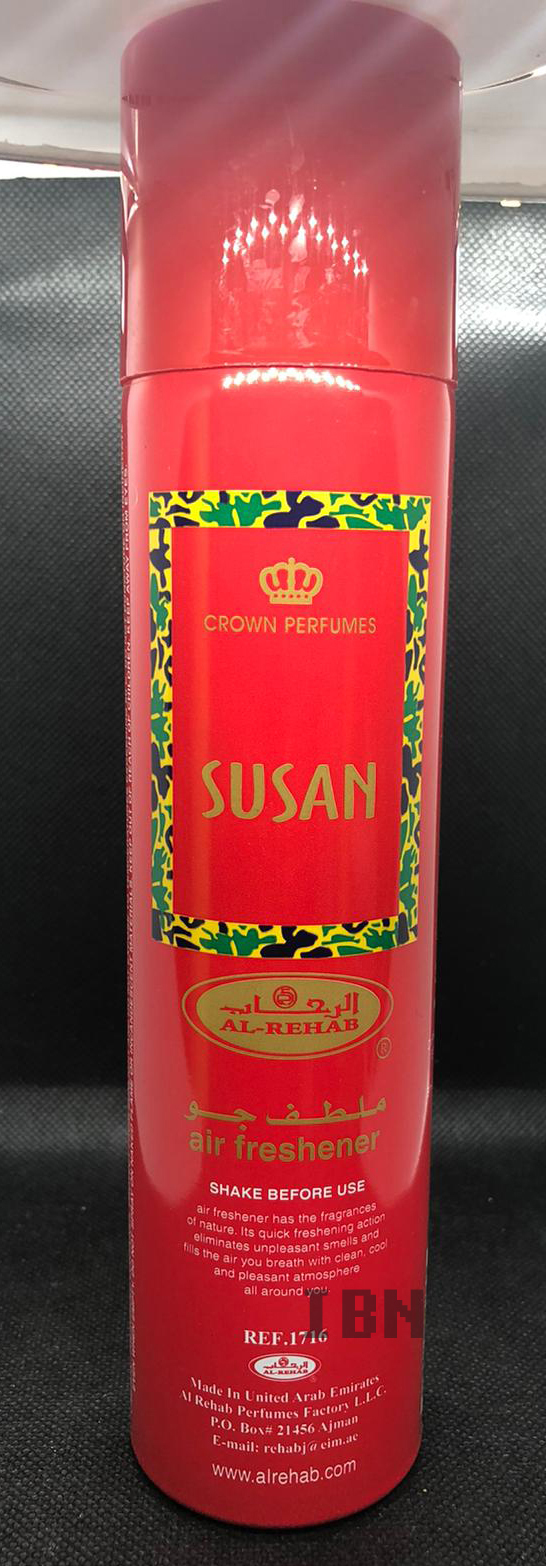 CROWN PERFUMES
SUSAN
الرحاب
AL-REHAB
®
ملطف جو
air freshener
SHAKE BEFORE USE
air freshener has the fragrances
of nature. Its quick freshening action
eliminates unpleasant smells and
fills the air you breath with clean, cool
and pleasant atmosphere
all around you.
IBN
REF.1716
الرحاب
AL-REHAB
Made In United Arab Emirates
Al Rehab Perfumes Factory L.L.C.
P.O. Box# 21456 Ajman
E-mail: rehabj@eim.ae
www.alrehab.com